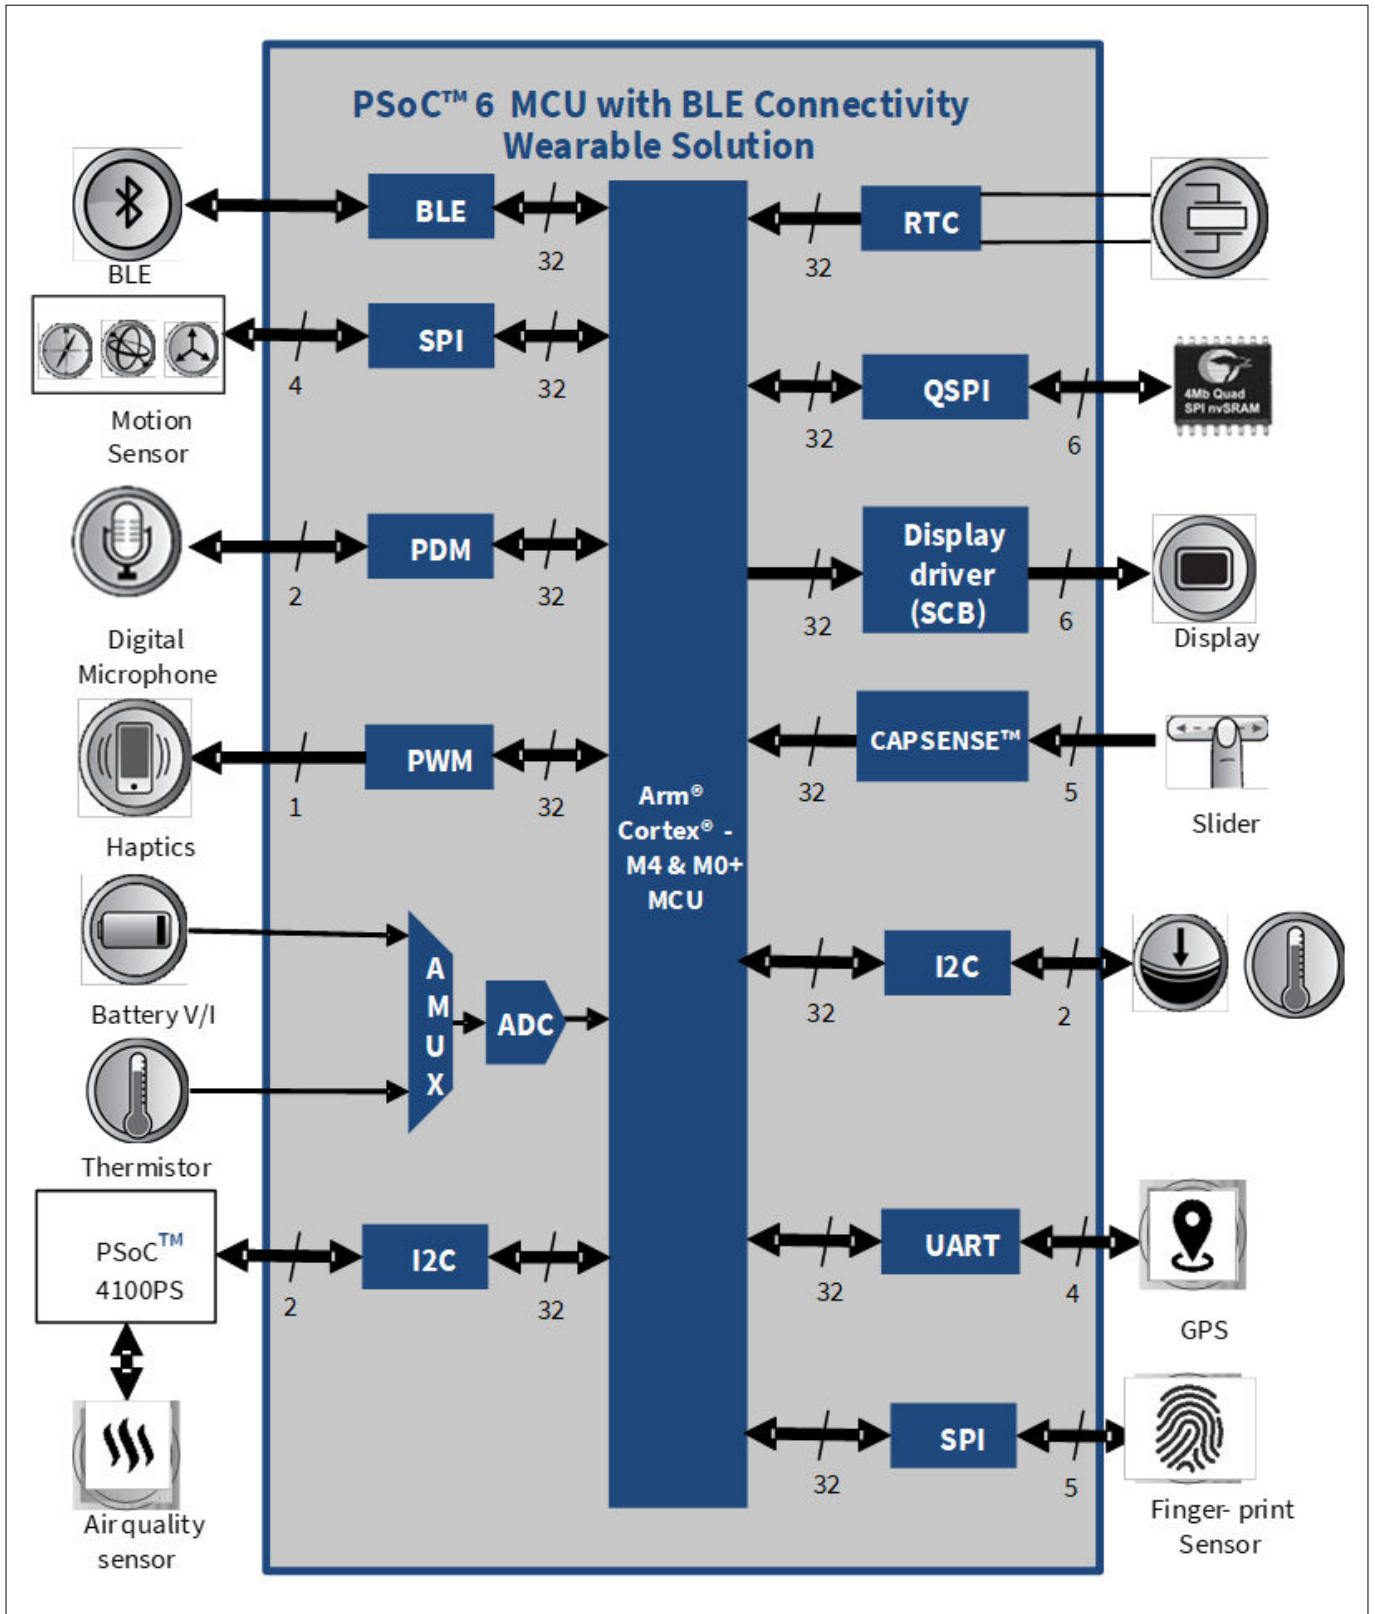 PSoC™ 6 MCU with BLE Connectivity
Wearable Solution
BLE
BLE
32
SPI
4
32
Motion
Sensor
PDM
2
32
Digital
Microphone
PWM
1
32
Haptics
Battery V/I
A
M
U
X
ADC
Thermistor
PSoC™
4100PS
I2C
2
32
Air quality
sensor
Arm®
Cortex® -
M4 & M0+
MCU
RTC
32
QSPI
32
6
4Mb Quad
SPI nvSRAM
Display
driver
(SCB)
32
6
Display
CAPSENSE™
32
5
Slider
I2C
32
2
UART
32
4
GPS
SPI
32
5
Finger- print
Sensor